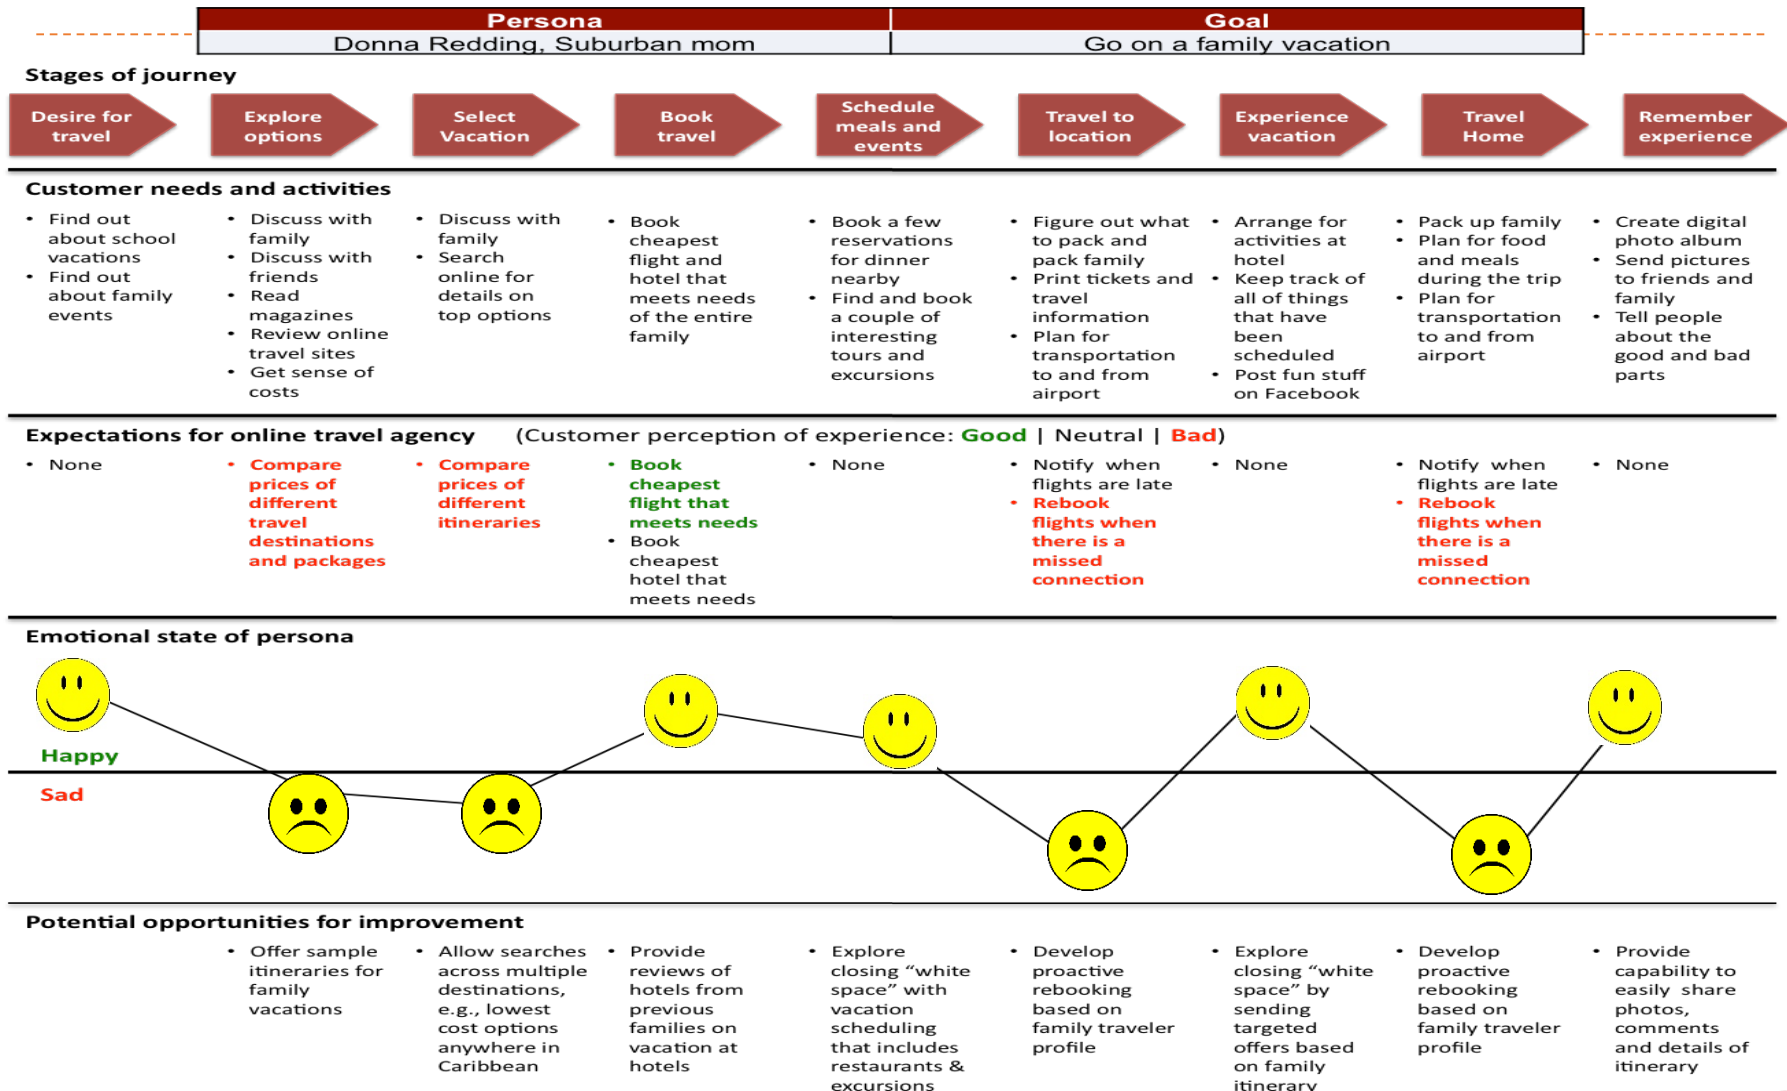 Persona
Goal
Donna Redding, Suburban mom
Go on a family vacation
Stages of journey
Desire for
travel
Explore
options
Select
Vacation
Book
travel
Schedule
meals and
events
Travel to
location
Experience
vacation
Travel
Home
Remember
experience
Customer needs and activities
• Find out
about school
vacations
• Find out
about family
events
• Discuss with
family
• Discuss with
friends
• Read
magazines
• Review online
travel sites
• Get sense of
costs
• Discuss with
family
• Search
online for
details on
top options
• Book
cheapest
flight and
hotel that
meets needs
of the entire
family
• Book a few
reservations
for dinner
nearby
• Find and book
a couple of
interesting
tours and
excursions
• Figure out what
to pack and
pack family
• Print tickets and
travel
information
• Plan for
transportation
to and from
airport
• Arrange for
activities at
hotel
• Keep track of
all of things
that have
been
scheduled
• Post fun stuff
on Facebook
• Pack up family
• Plan for food
and meals
during the trip
• Plan for
transportation
to and from
airport
• Create digital
photo album
• Send pictures
to friends and
family
• Tell people
about the
good and bad
parts
Expectations for online travel agency (Customer perception of experience: Good | Neutral | Bad)
• None
• Compare
prices of
different
travel
destinations
and packages
• Compare
prices of
different
itineraries
• Book
cheapest
flight that
meets needs
• Book
cheapest
hotel that
meets needs
• None
• Notify when
flights are late
• Rebook
flights when
there is a
missed
connection
• None
• Notify when
flights are late
• Rebook
flights when
there is a
missed
connection
• None
Emotional state of persona
Happy
Sad
Potential opportunities for improvement
• Offer sample
itineraries for
family
vacations
• Allow searches
across multiple
destinations,
e.g., lowest
cost options
anywhere in
Caribbean
• Provide
reviews of
hotels from
previous
families on
vacation at
hotels
• Explore
closing “white
space” with
vacation
scheduling
that includes
restaurants &
excursions
• Develop
proactive
rebooking
based on
family traveler
profile
• Explore
closing “white
space” by
sending
targeted
offers based
on family
itinerary
• Develop
proactive
rebooking
based on
family traveler
profile
• Provide
capability to
easily share
photos,
comments
and details of
itinerary